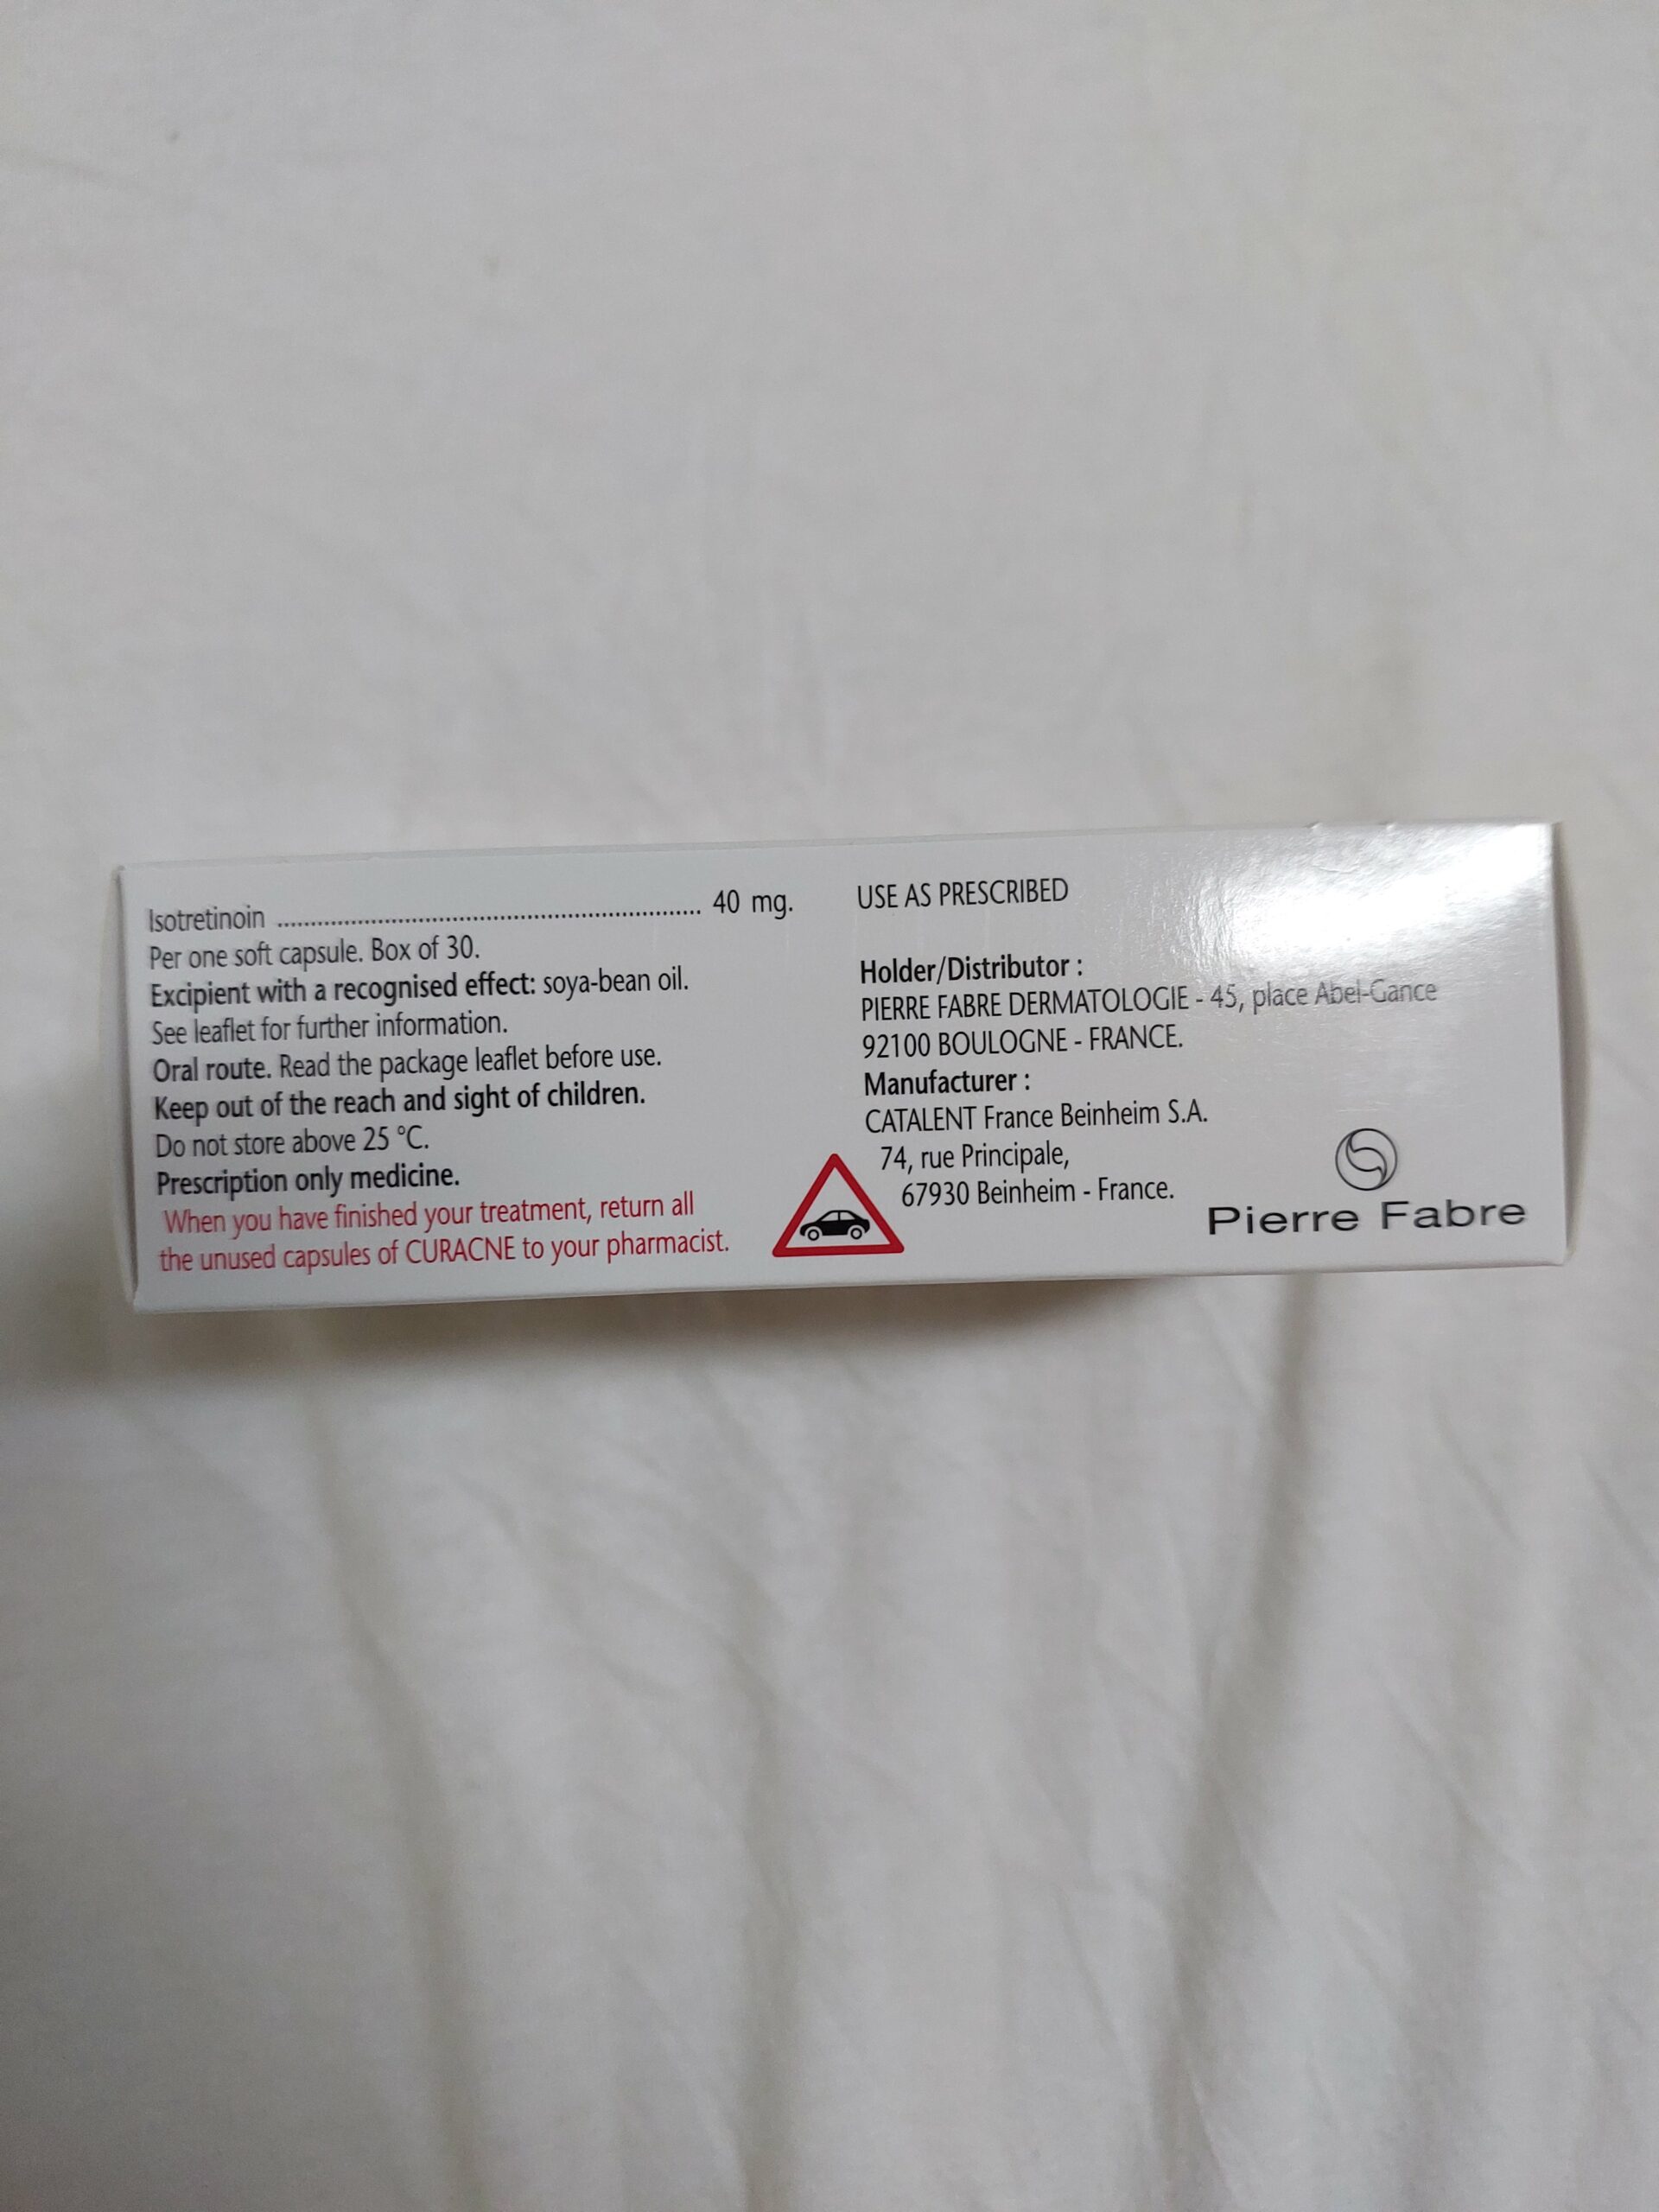 Isotretinoin ........................................................................ 40 mg.
Per one soft capsule. Box of 30.
Excipient with a recognised effect: soya-bean oil.
See leaflet for further information.
Oral route. Read the package leaflet before use.
Keep out of the reach and sight of children.
Do not store above 25 °C.
Prescription only medicine.
When you have finished your treatment, return all
the unused capsules of CURACNE to your pharmacist.
USE AS PRESCRIBED
Holder/Distributor :
PIERRE FABRE DERMATOLOGIE - 45, place Abel-Gance
92100 BOULOGNE - FRANCE.
Manufacturer :
CATALENT France Beinheim S.A.
74, rue Principale,
67930 Beinheim - France.
Pierre Fabre